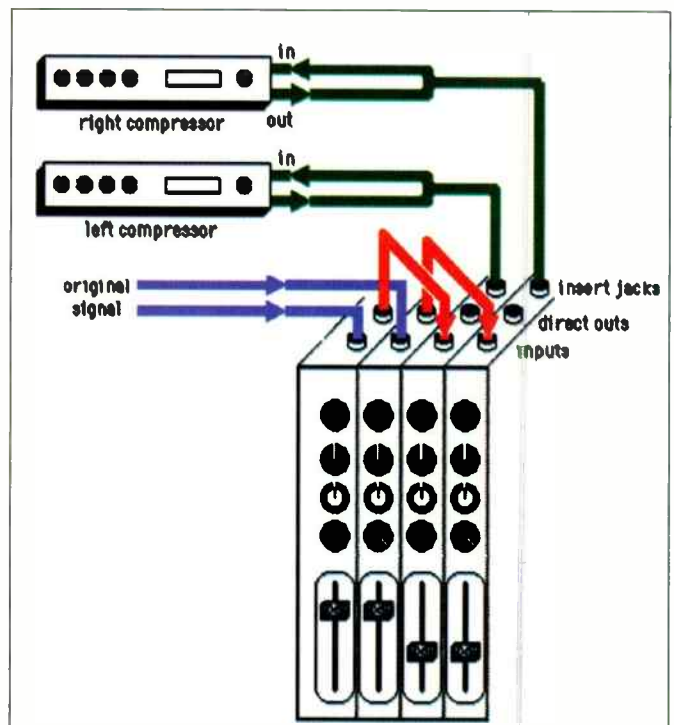 in
right compressor
out
in
left compressor
original
signal
insert jacks
direct outs
inputs